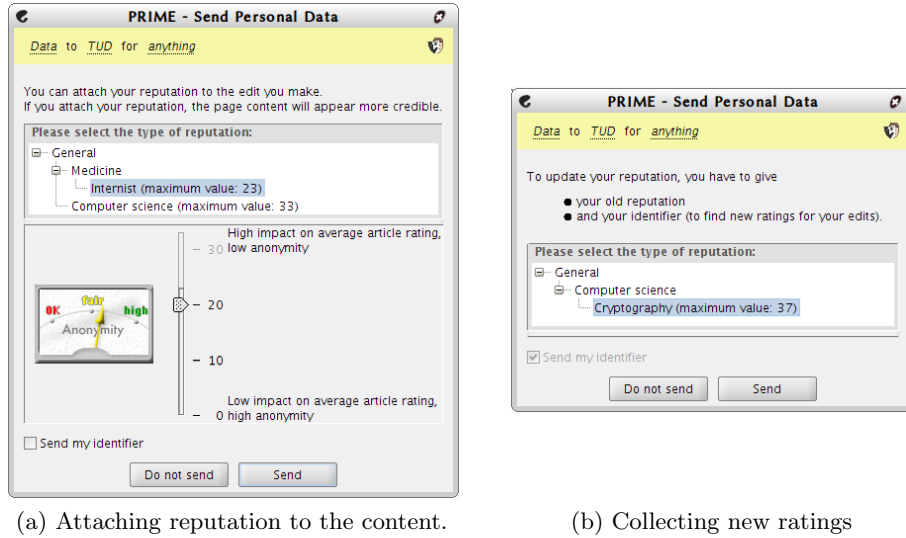 PRIME - Send Personal Data
Data to TUD for anything
You can attach your reputation to the edit you make.
If you attach your reputation, the page content will appear more credible.
Please select the type of reputation:
General
Medicine
Internist (maximum value: 23)
Computer science (maximum value: 33)
High impact on average article rating,
30 low anonymity
OK fair high
Anonymity
20
10
Low impact on average article rating,
0 high anonymity
Send my identifier
Do not send Send
(a) Attaching reputation to the content.
PRIME - Send Personal Data
Data to TUD for anything
To update your reputation, you have to give
● your old reputation
● and your identifier (to find new ratings for your edits).
Please select the type of reputation:
General
Computer science
Cryptography (maximum value: 37)
Send my identifier
Do not send Send
(b) Collecting new ratings